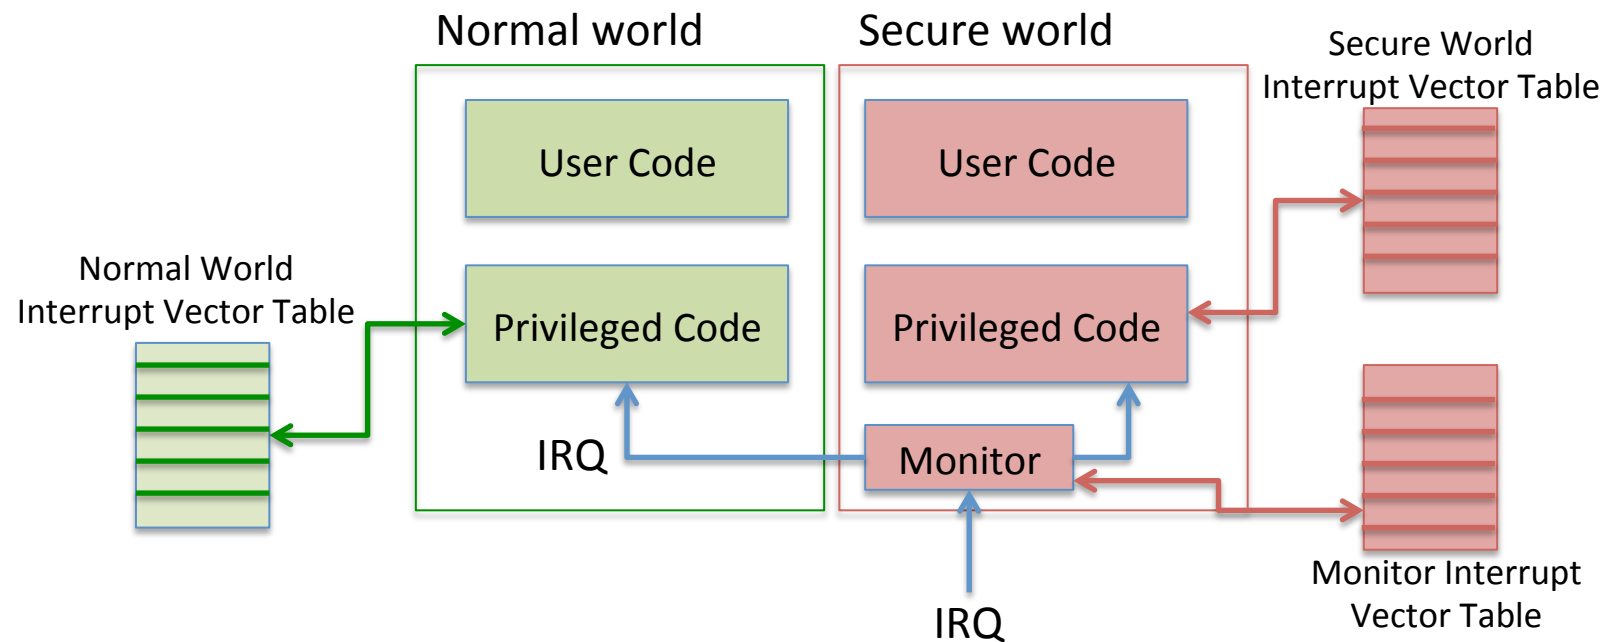 Normal world
Secure world
Secure World
Interrupt Vector Table
User Code
User Code
Normal World
Interrupt Vector Table
Privileged Code
Privileged Code
IRQ
Monitor
Monitor Interrupt
Vector Table
IRQ